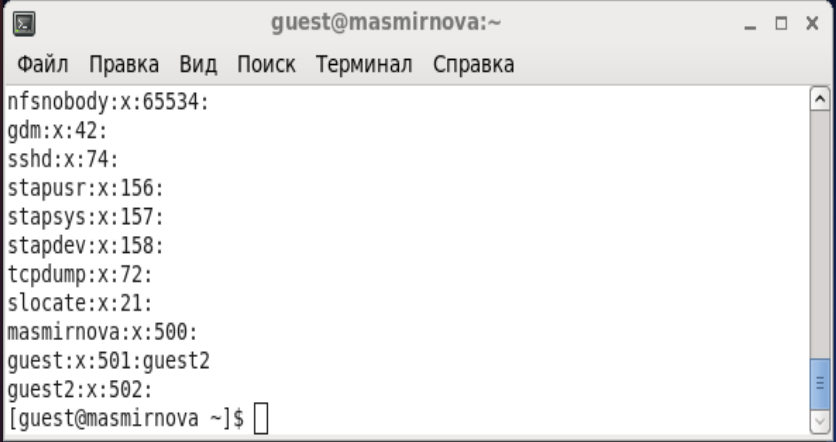 guest@masmirnova:~
Файл Правка Вид Поиск Терминал Справка
nfsnobody:x:65534:
gdm:x:42:
sshd:x:74:
stapusr:x:156:
stapsys:x:157:
stapdev:x:158:
tcpdump:x:72:
slocate:x:21:
masmirnova:x:500:
guest:x:501:guest2
guest2:x:502:
[guest@masmirnova ~]$